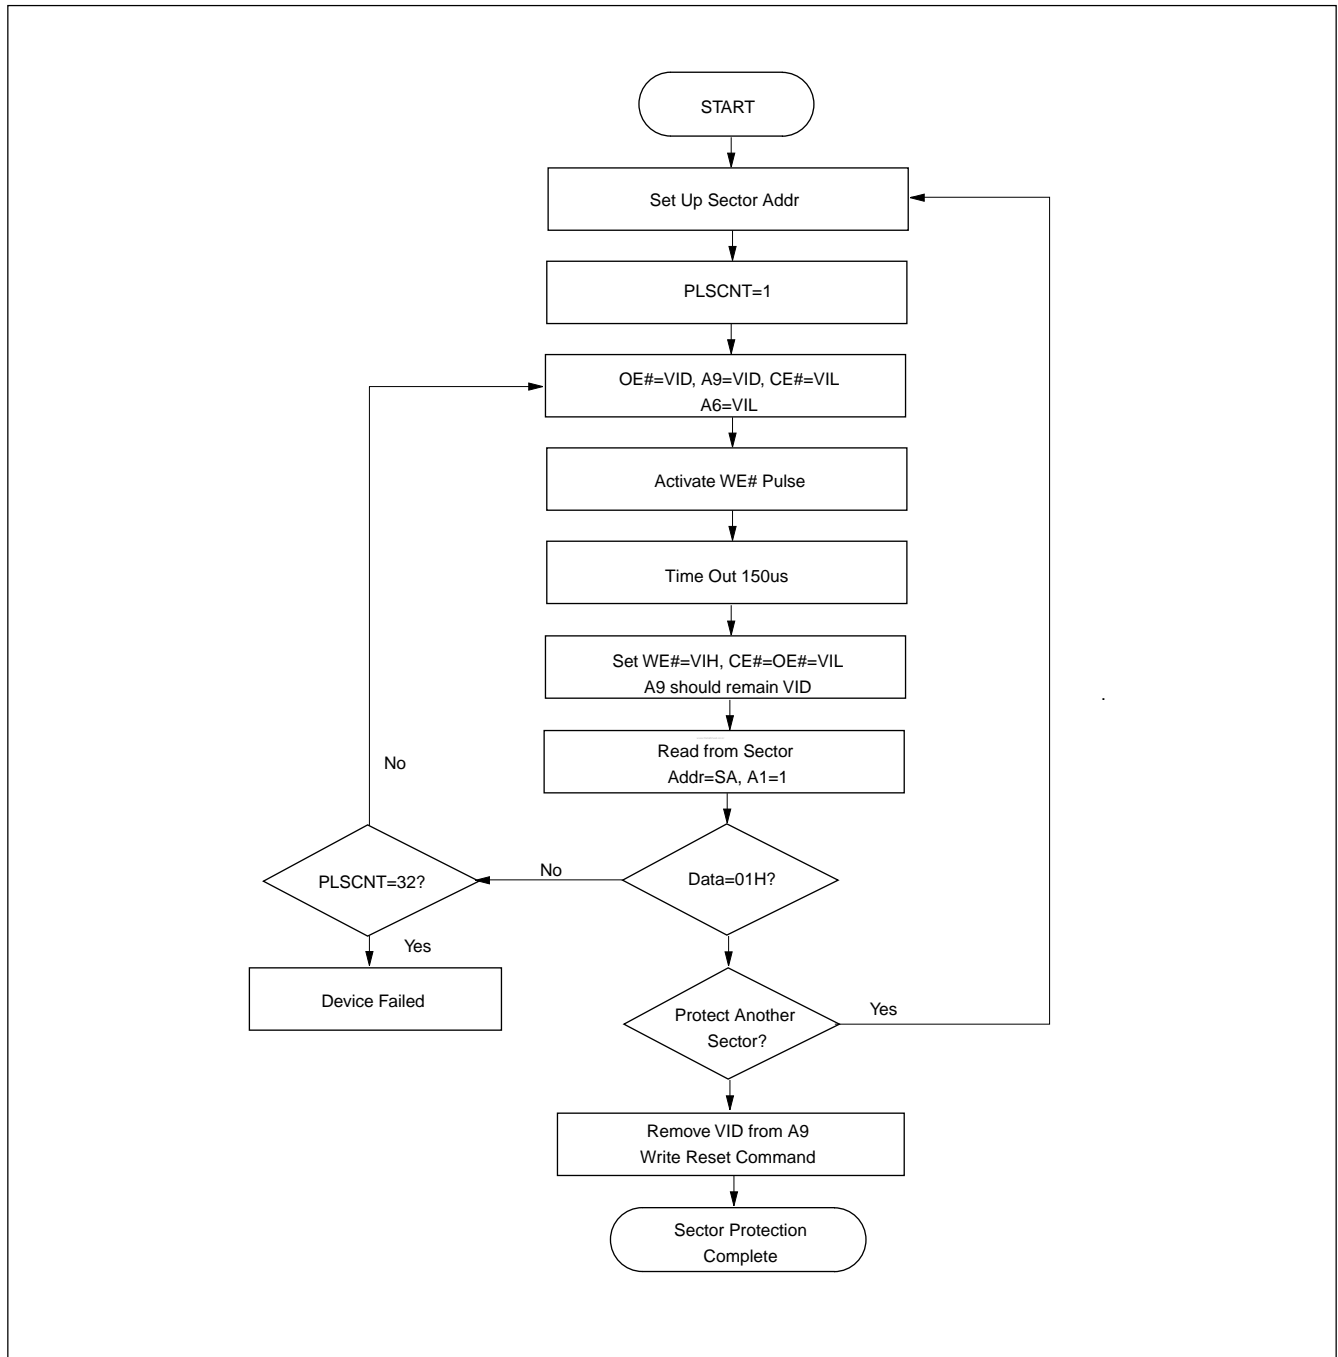 START
Set Up Sector Addr
PLSCNT=1
OE#=VID, A9=VID, CE#=VIL
A6=VIL
Activate WE# Pulse
Time Out 150us
Set WE#=VIH, CE#=OE#=VIL
A9 should remain VID
Read from Sector
Addr=SA, A1=1
No
PLSCNT=32?
No
Data=01H?
Yes
Device Failed
Protect Another
Sector?
Yes
Remove VID from A9
Write Reset Command
Sector Protection
Complete